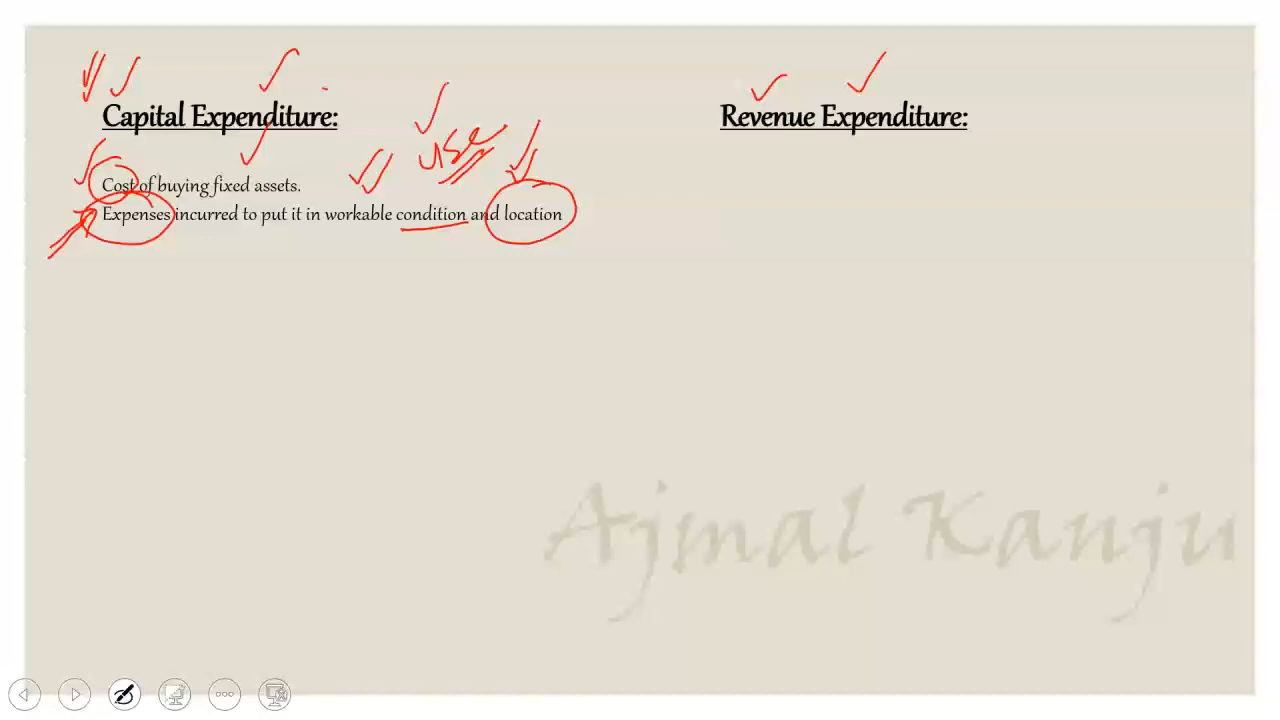 Capital Expenditure:
Revenue Expenditure:
use
Cost of buying fixed assets.
Expenses incurred to put it in workable condition and location
Ajmal Kanju